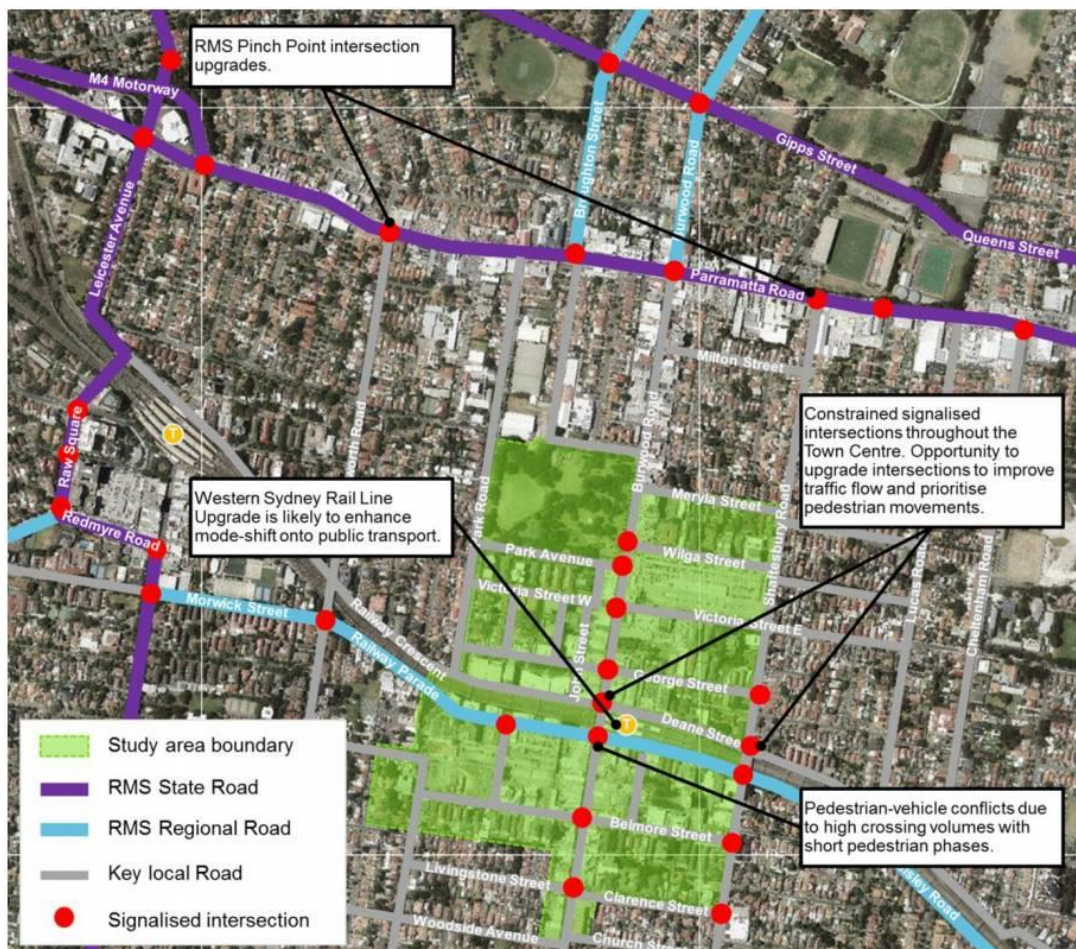 RMS Pinch Point intersection
upgrades.
M4 Motorway
Leicester Avenue
Broughton Street
Burwood Road
Gipps Street
Queens Street
Parramatta Road
Milton Street
Constrained signalised
intersections throughout the
Town Centre. Opportunity to
upgrade intersections to improve
traffic flow and prioritise
pedestrian movements.
Raw Square
T
Western Sydney Rail Line
Upgrade is likely to enhance
mode-shift onto public transport.
Redmyre Road
Park Road
Burwood Road
Meryla Street
Shaftesbury Road
Lucas Road
Cheltenham Road
Park Avenue
Wilga Street
Victoria Street W
Victoria Street E
Morwick Street
Railway Crescent
Railway Parade
John Street
George Street
Deane Street
T
Pedestrian-vehicle conflicts due
to high crossing volumes with
short pedestrian phases.
Belmore Street
Livingstone Street
Clarence Street
Woodside Avenue
Church Street
Study area boundary
RMS State Road
RMS Regional Road
Key local Road
Signalised intersection